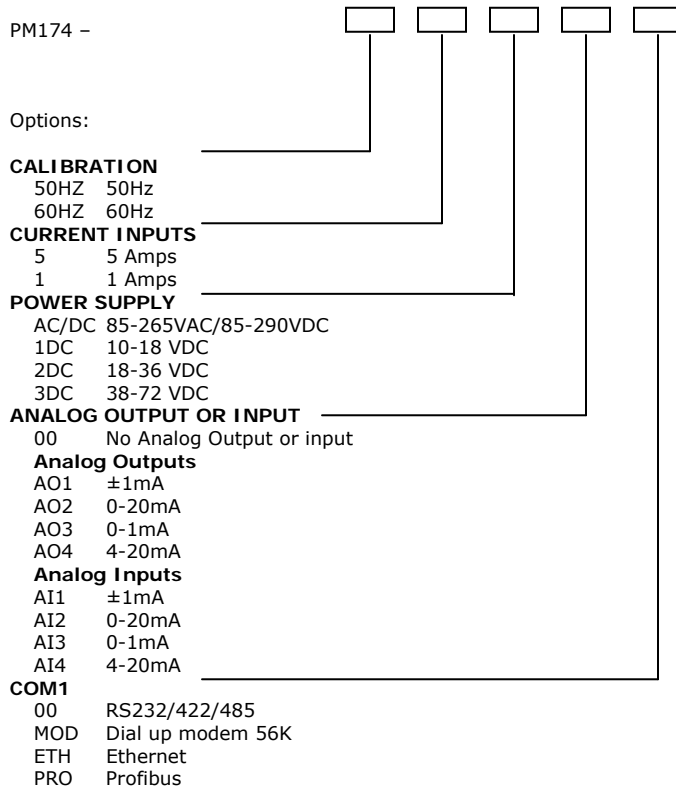 PM174 –
Options:
CALIBRATION
50HZ 50Hz
60HZ 60Hz
CURRENT INPUTS
5 5 Amps
1 1 Amps
POWER SUPPLY
AC/DC 85-265VAC/85-290VDC
1DC 10-18 VDC
2DC 18-36 VDC
3DC 38-72 VDC
ANALOG OUTPUT OR INPUT
00 No Analog Output or input
Analog Outputs
AO1 ±1mA
AO2 0-20mA
AO3 0-1mA
AO4 4-20mA
Analog Inputs
AI1 ±1mA
AI2 0-20mA
AI3 0-1mA
AI4 4-20mA
COM1
00 RS232/422/485
MOD Dial up modem 56K
ETH Ethernet
PRO Profibus